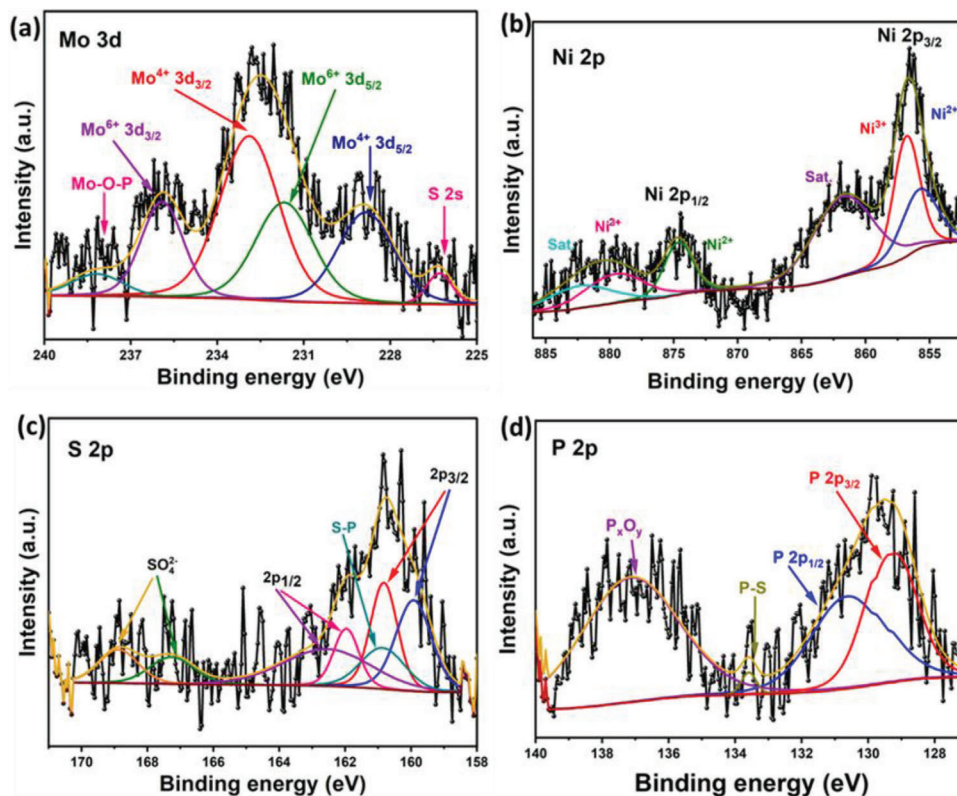 (a)
Mo 3d
Mo⁴⁺ 3d₃/₂
Mo⁶⁺ 3d₅/₂
Mo⁶⁺ 3d₃/₂
Mo⁴⁺ 3d₅/₂
Mo-O-P
S 2s
Intensity (a.u.)
240 237 234 231 228 225
Binding energy (eV)
(b)
Ni 2p
Ni 2p₃/₂
Ni³⁺
Ni²⁺
Sat.
Ni 2p₁/₂
Sat.
Ni³⁺
Ni²⁺
Intensity (a.u.)
885 880 875 870 865 860 855
Binding energy (eV)
(c)
S 2p
2p3/2
S-P
2p1/2
SO₄²⁻
Intensity (a.u.)
170 168 166 164 162 160 158
Binding energy (eV)
(d)
P 2p
P 2p₃/₂
PₓOᵧ
P 2p₁/₂
P-S
Intensity (a.u.)
140 138 136 134 132 130 128
Binding energy (eV)